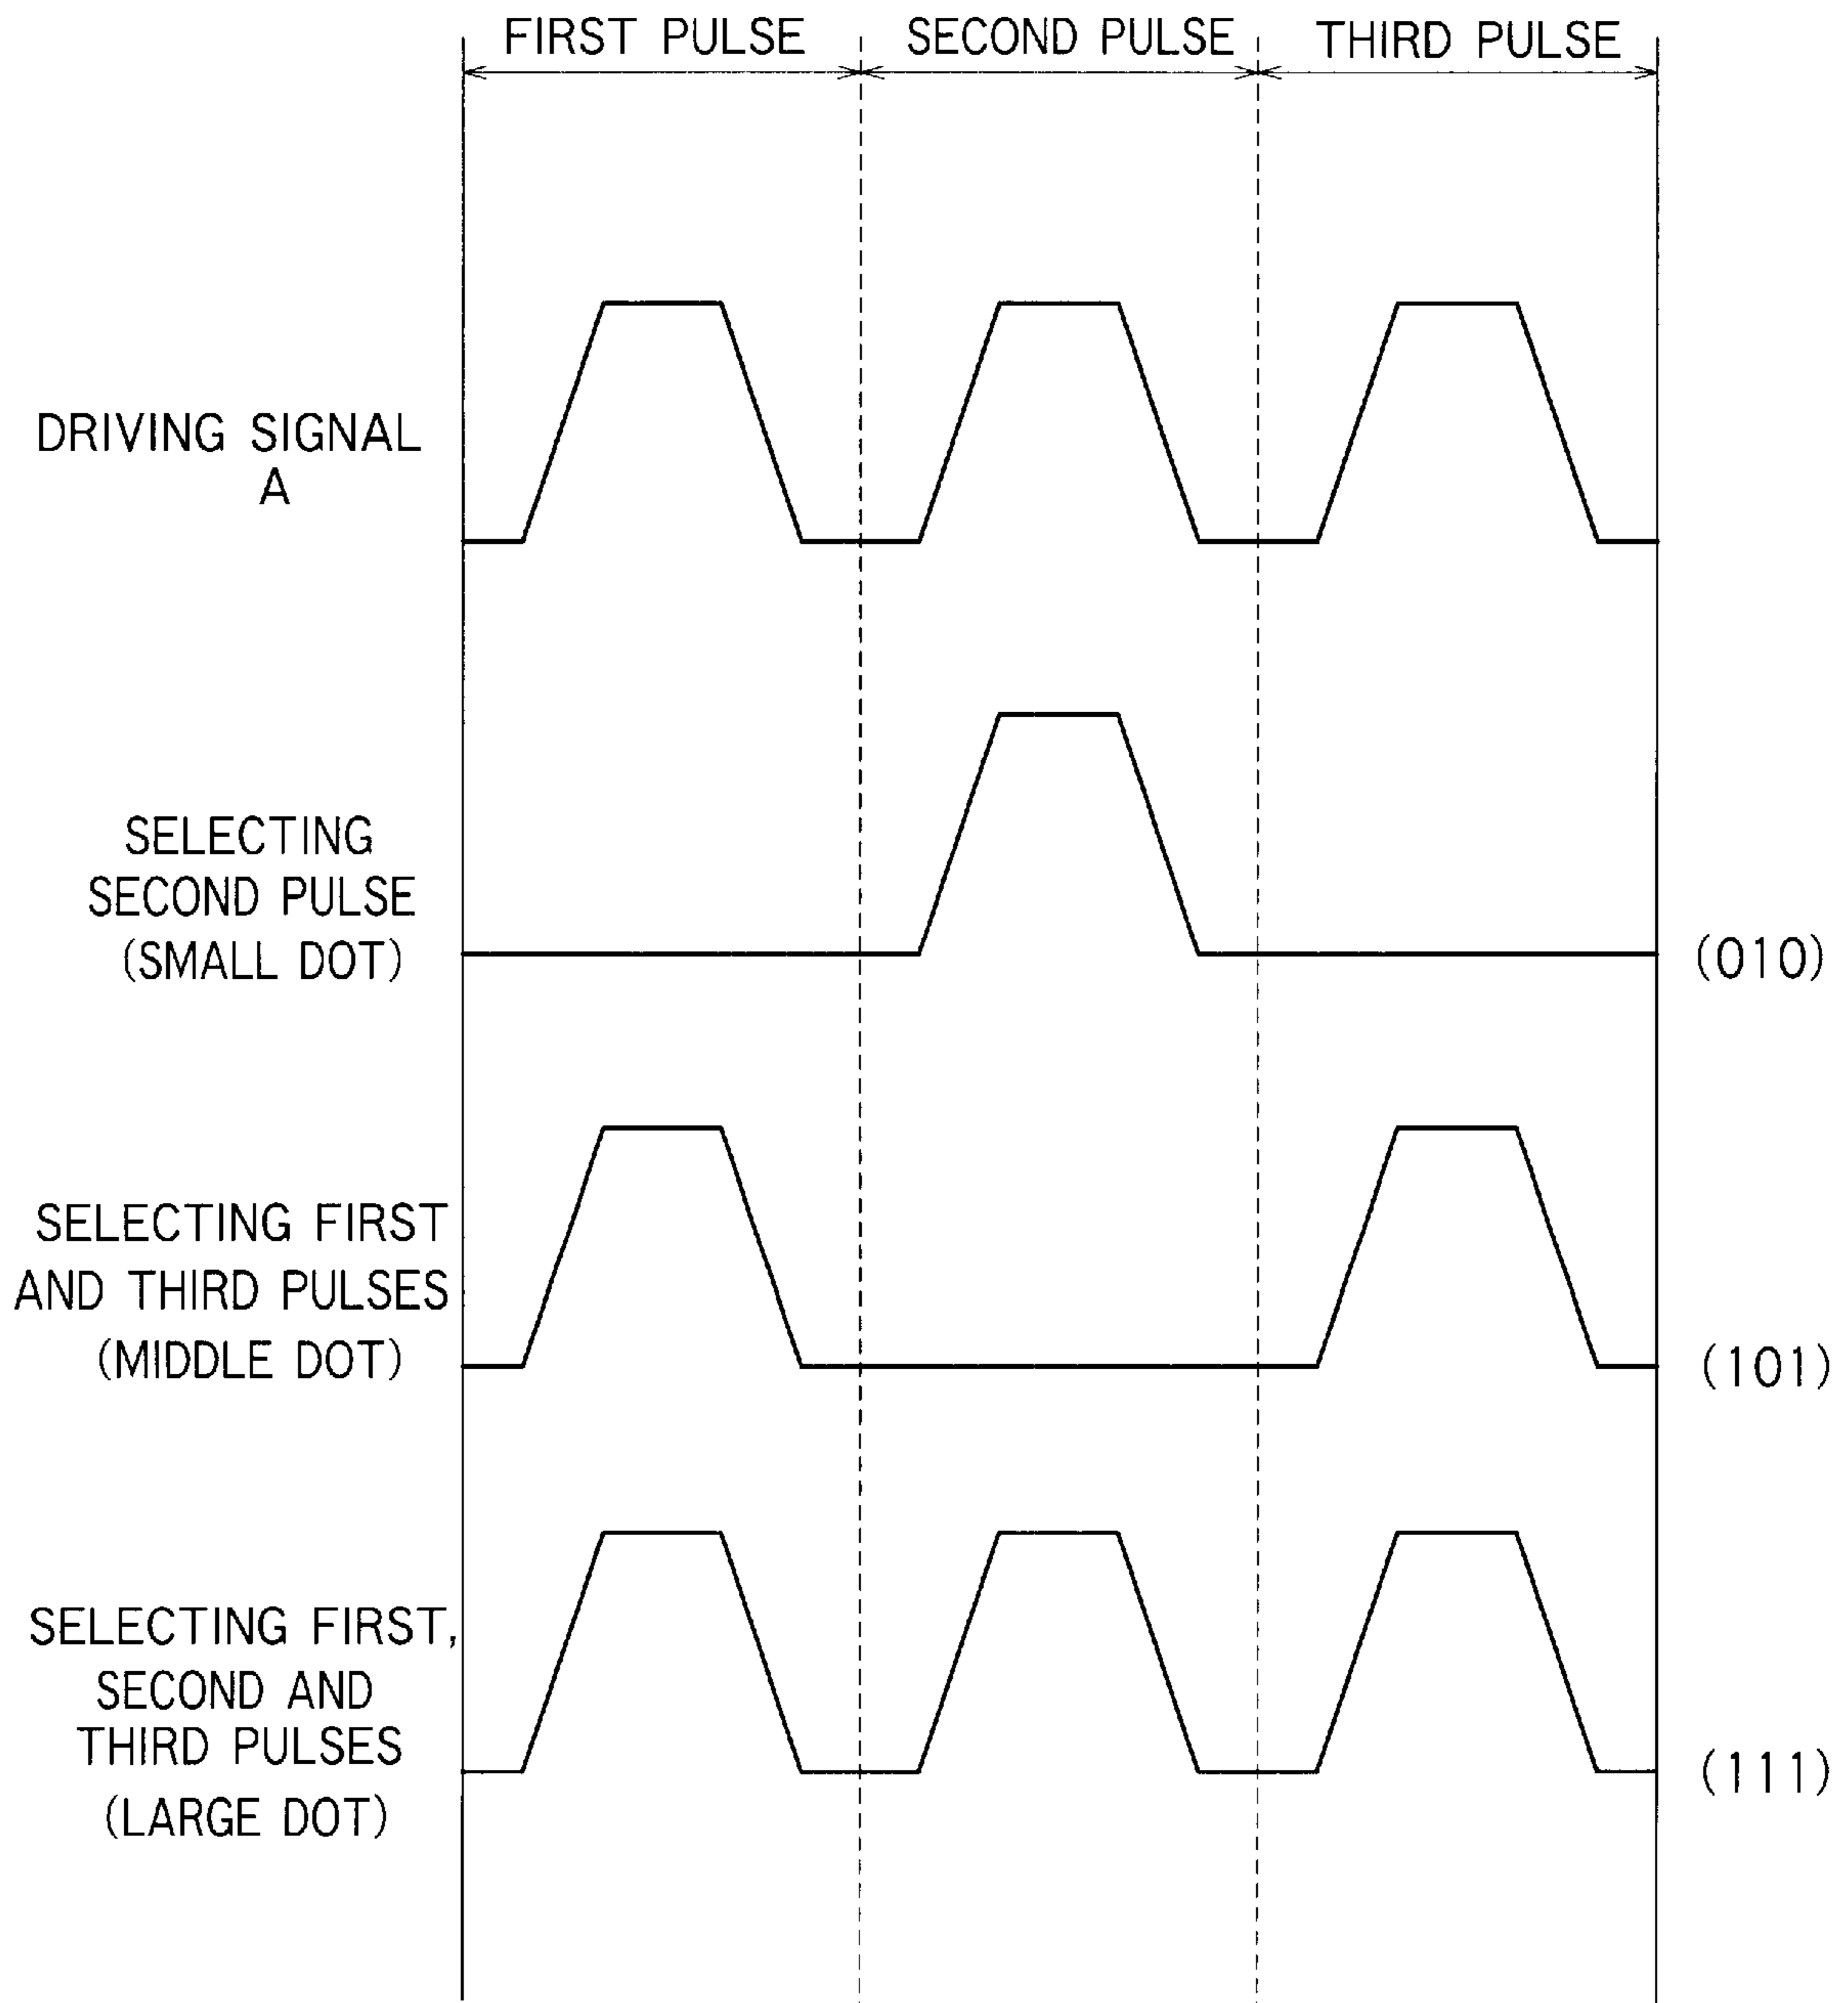 FIRST PULSE
SECOND PULSE
THIRD PULSE
DRIVING SIGNAL
A
SELECTING
SECOND PULSE
(SMALL DOT)
(010)
SELECTING FIRST
AND THIRD PULSES
(MIDDLE DOT)
(101)
SELECTING FIRST,
SECOND AND
THIRD PULSES
(LARGE DOT)
(111)